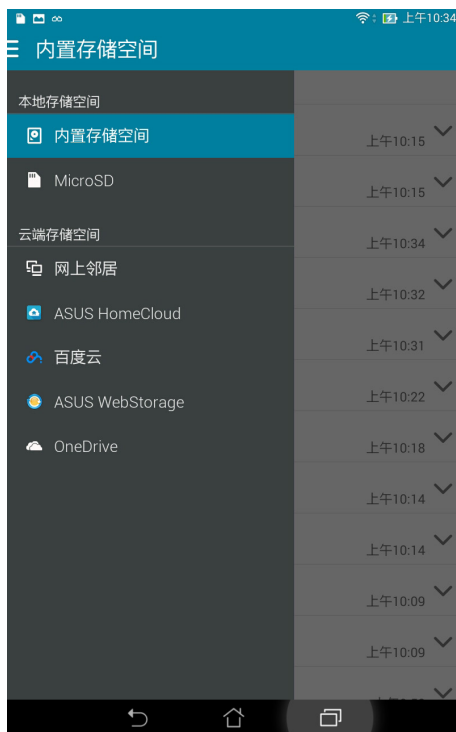 上午10:34
内置存储空间
本地存储空间
内置存储空间
MicroSD
云端存储空间
网上邻居
ASUS HomeCloud
百度云
ASUS WebStorage
OneDrive
上午10:15
上午10:15
上午10:34
上午10:32
上午10:31
上午10:22
上午10:18
上午10:14
上午10:14
上午10:09
上午10:09